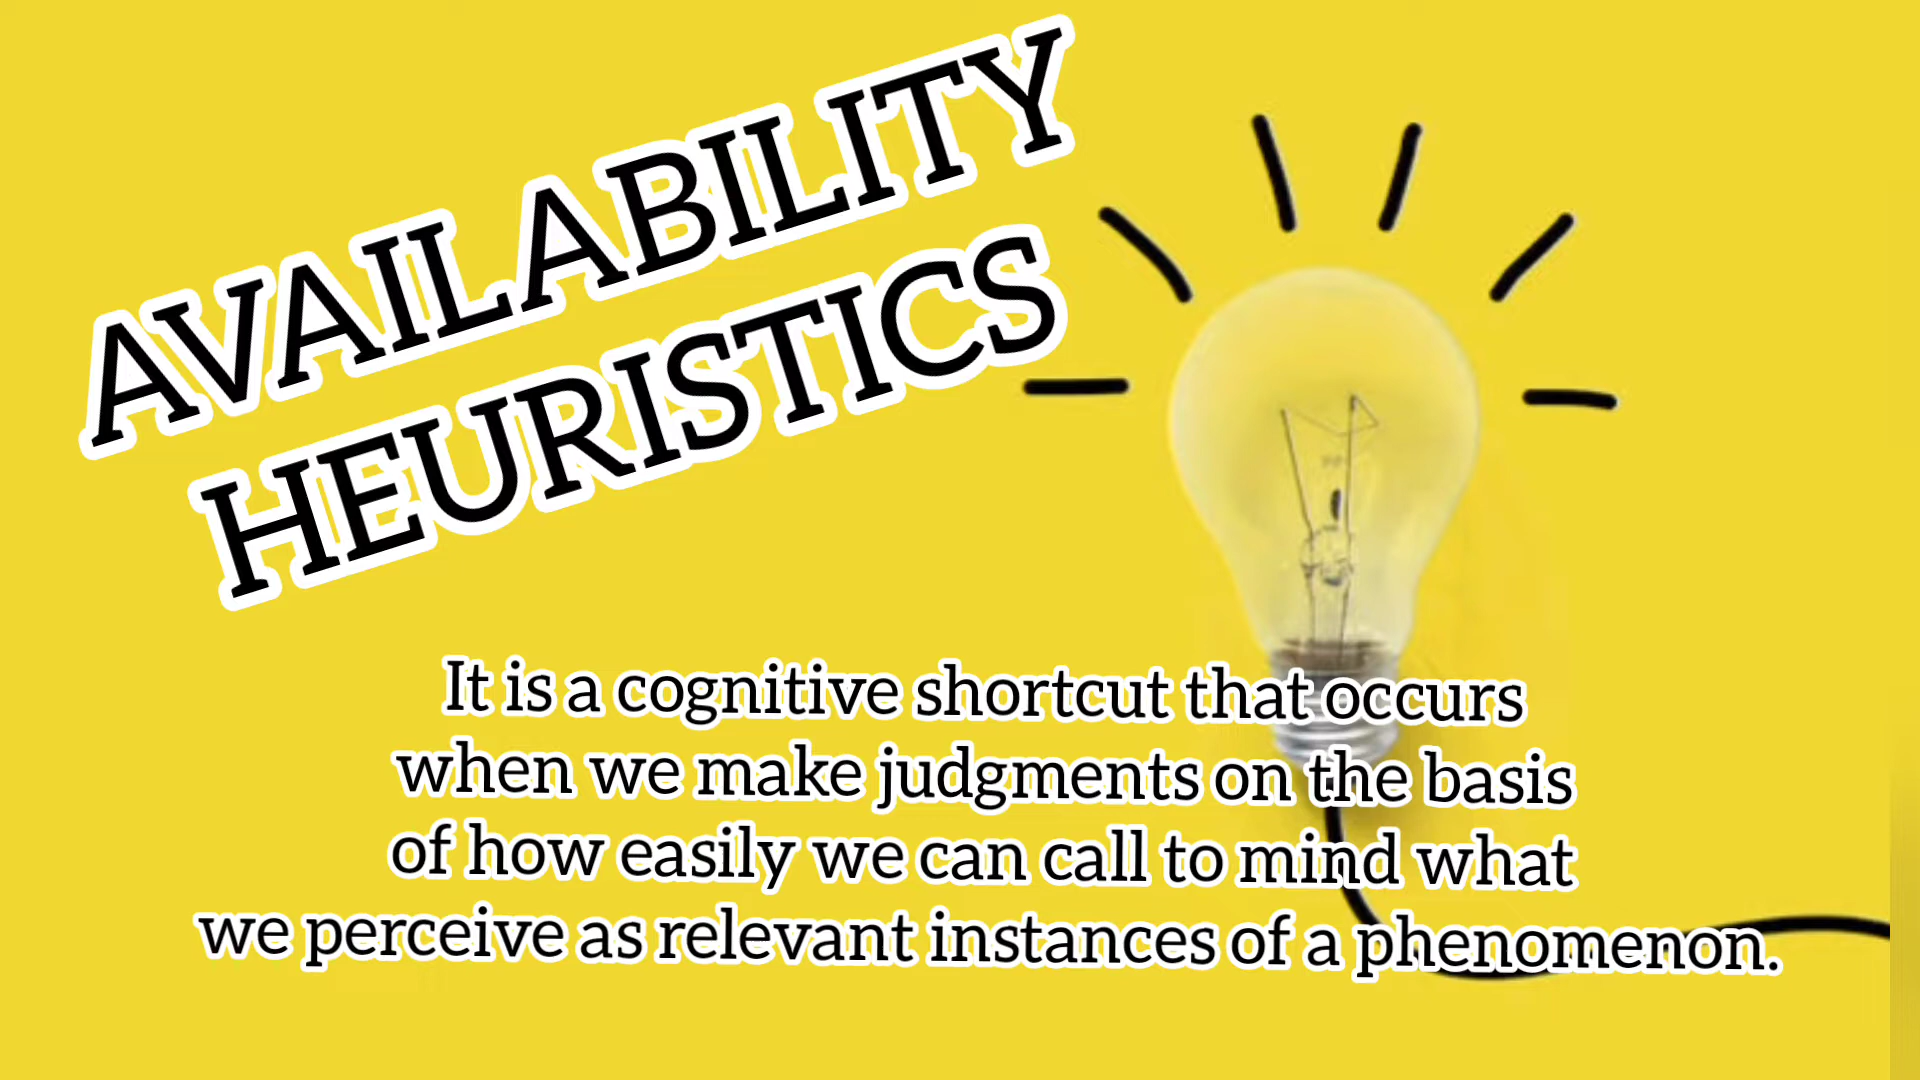 AVAILABILITY
HEURISTICS
It is a cognitive shortcut that occurs
when we make judgments on the basis
of how easily we can call to mind what
we perceive as relevant instances of a phenomenon.